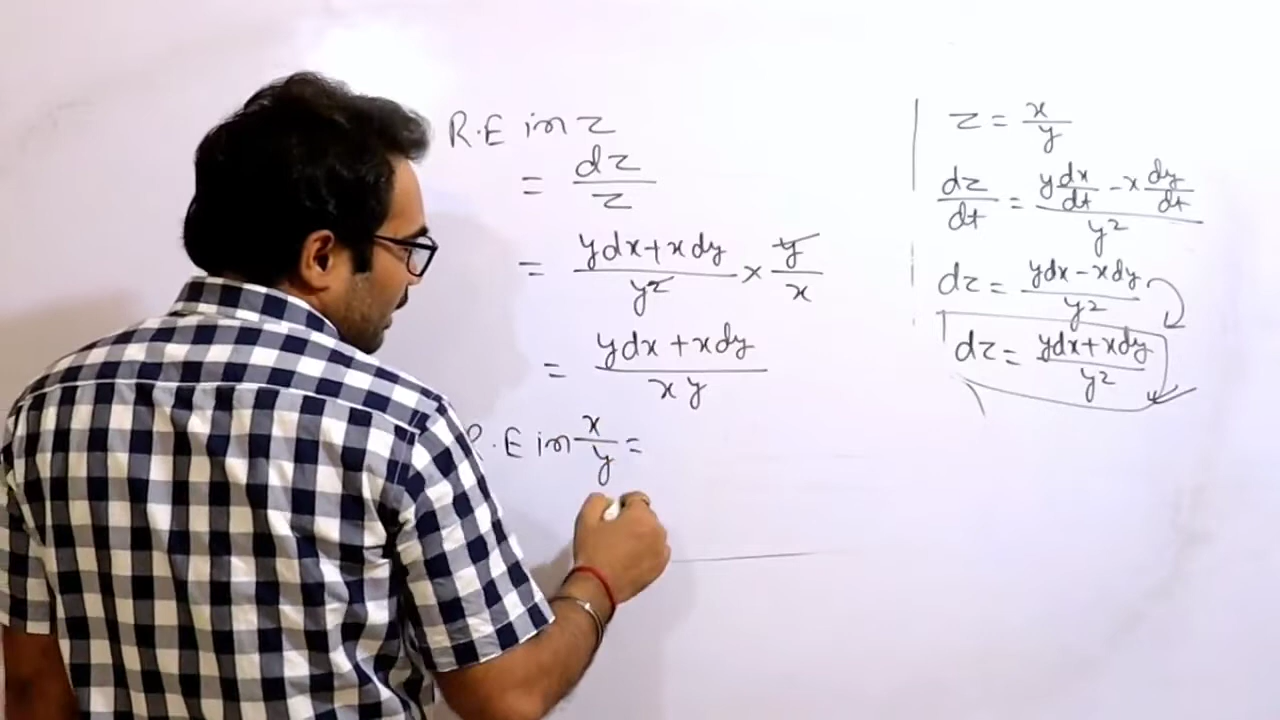 R.E in z
= dz/z
= (ydx+xdy)/y² × y/x
= (ydx+xdy)/xy
R.E in x/y =
z = x/y
dz/dt = (y dx/dt - x dy/dt)/y²
dz = (ydx-xdy)/y²
dz = (ydx+xdy)/y²